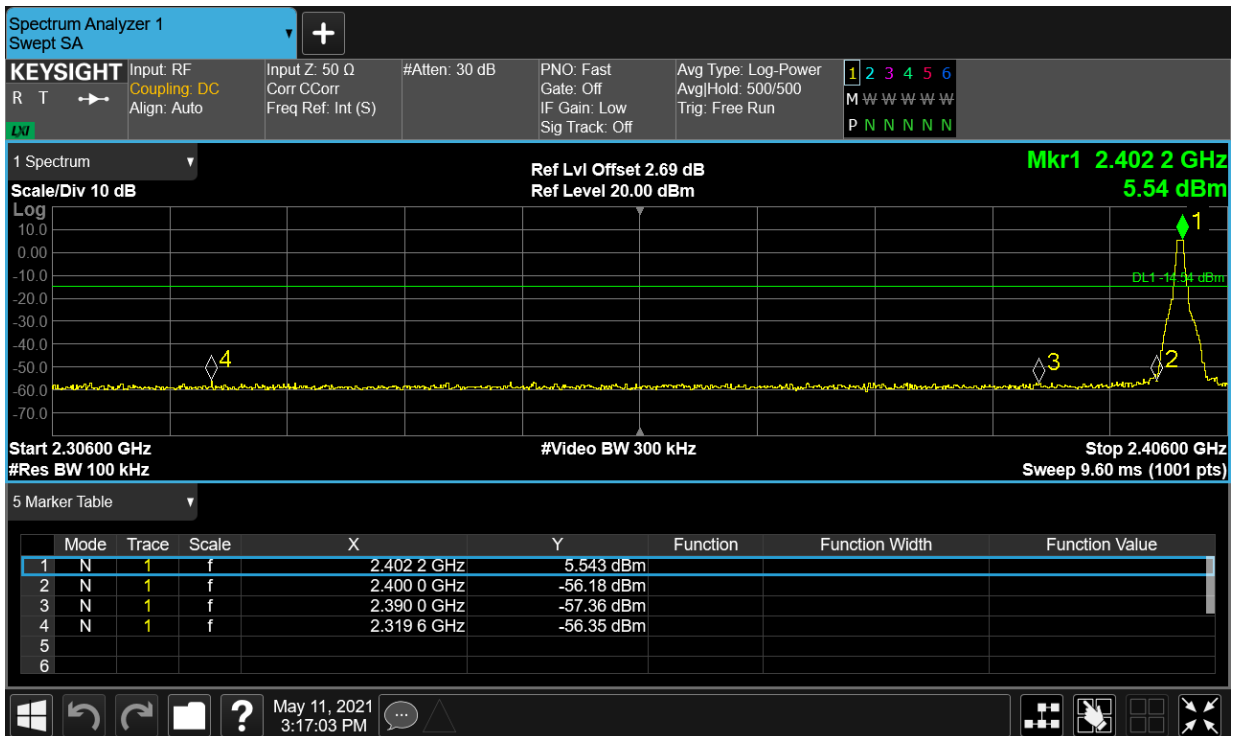 Spectrum Analyzer 1
Swept SA
KEYSIGHT
R T
LXI
Input: RF
Coupling: DC
Align: Auto
Input Z: 50 Ω
Corr CCorr
Freq Ref: Int (S)
#Atten: 30 dB
PNO: Fast
Gate: Off
IF Gain: Low
Sig Track: Off
Avg Type: Log-Power
Avg|Hold: 500/500
Trig: Free Run
1 2 3 4 5 6
M W W W W W
P N N N N N
1 Spectrum
Scale/Div 10 dB
Ref Lvl Offset 2.69 dB
Ref Level 20.00 dBm
Mkr1 2.402 2 GHz
5.54 dBm
Log
10.0
0.00
-10.0
-20.0
-30.0
-40.0
-50.0
-60.0
-70.0
1
DL1 -14.54 dBm
4
3
2
Start 2.30600 GHz
#Res BW 100 kHz
#Video BW 300 kHz
Stop 2.40600 GHz
Sweep 9.60 ms (1001 pts)
5 Marker Table
Mode Trace Scale X Y Function Function Width Function Value
1 N 1 f 2.402 2 GHz 5.543 dBm
2 N 1 f 2.400 0 GHz -56.18 dBm
3 N 1 f 2.390 0 GHz -57.36 dBm
4 N 1 f 2.319 6 GHz -56.35 dBm
5
6
?
May 11, 2021
3:17:03 PM